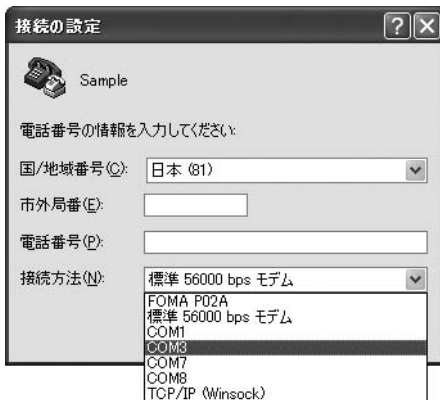 接続の設定
Sample
電話番号の情報を入力してください:
国/地域番号(C): 日本 (81)
市外局番(E):
電話番号(P):
接続方法(N): 標準 56000 bps モデム
FOMA P02A
標準 56000 bps モデム
COM1
COM3
COM7
COM8
TCP/IP (Winsock)